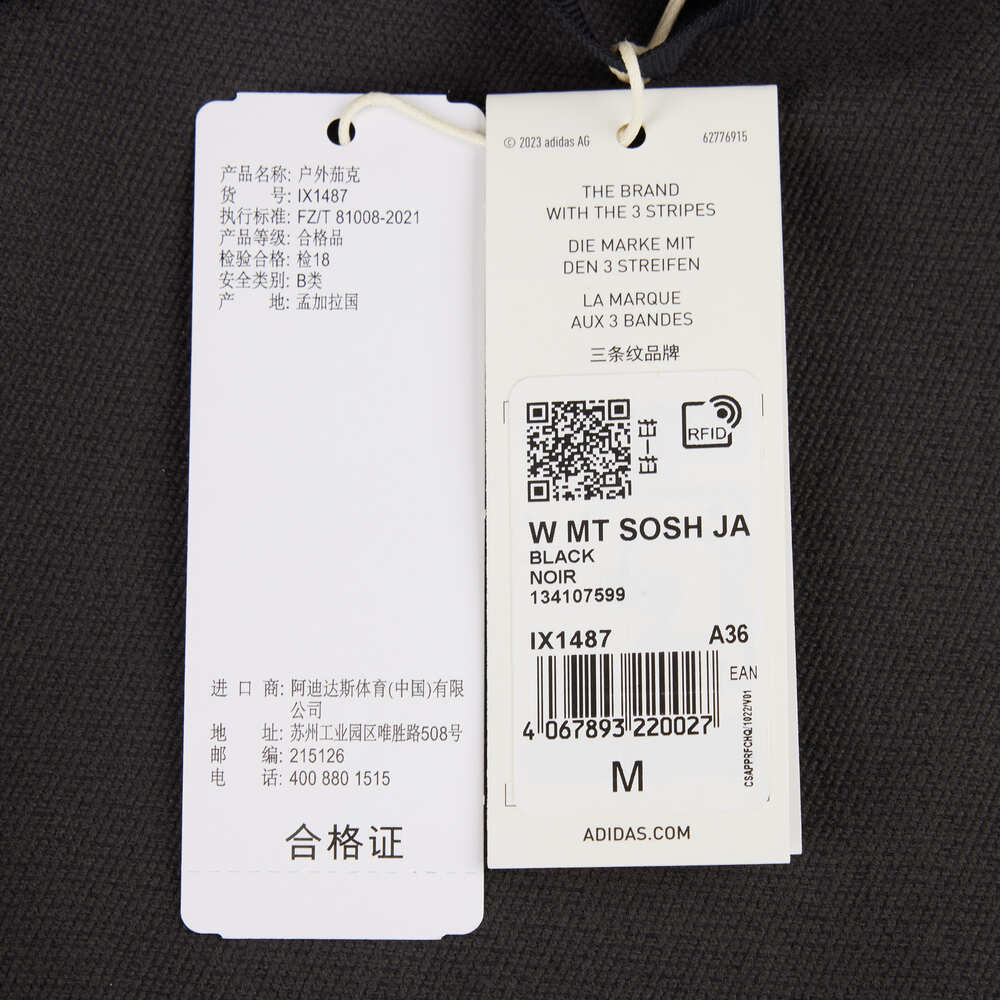 产品名称: 户外茄克
货 号: IX1487
执行标准: FZ/T 81008-2021
产品等级: 合格品
检验合格: 检18
安全类别: B类
产 地: 孟加拉国
进 口 商: 阿迪达斯体育(中国)有限
公司
地 址: 苏州工业园区唯胜路508号
邮 编: 215126
电 话: 400 880 1515
合格证
© 2023 adidas AG
62776915
THE BRAND
WITH THE 3 STRIPES
DIE MARKE MIT
DEN 3 STREIFEN
LA MARQUE
AUX 3 BANDES
三条纹品牌
扫一扫
RFID
W MT SOSH JA
BLACK
NOIR
134107599
IX1487 A36
EAN
4 067893 220027
CSAPPRFCHQ/1022/V01
M
ADIDAS.COM